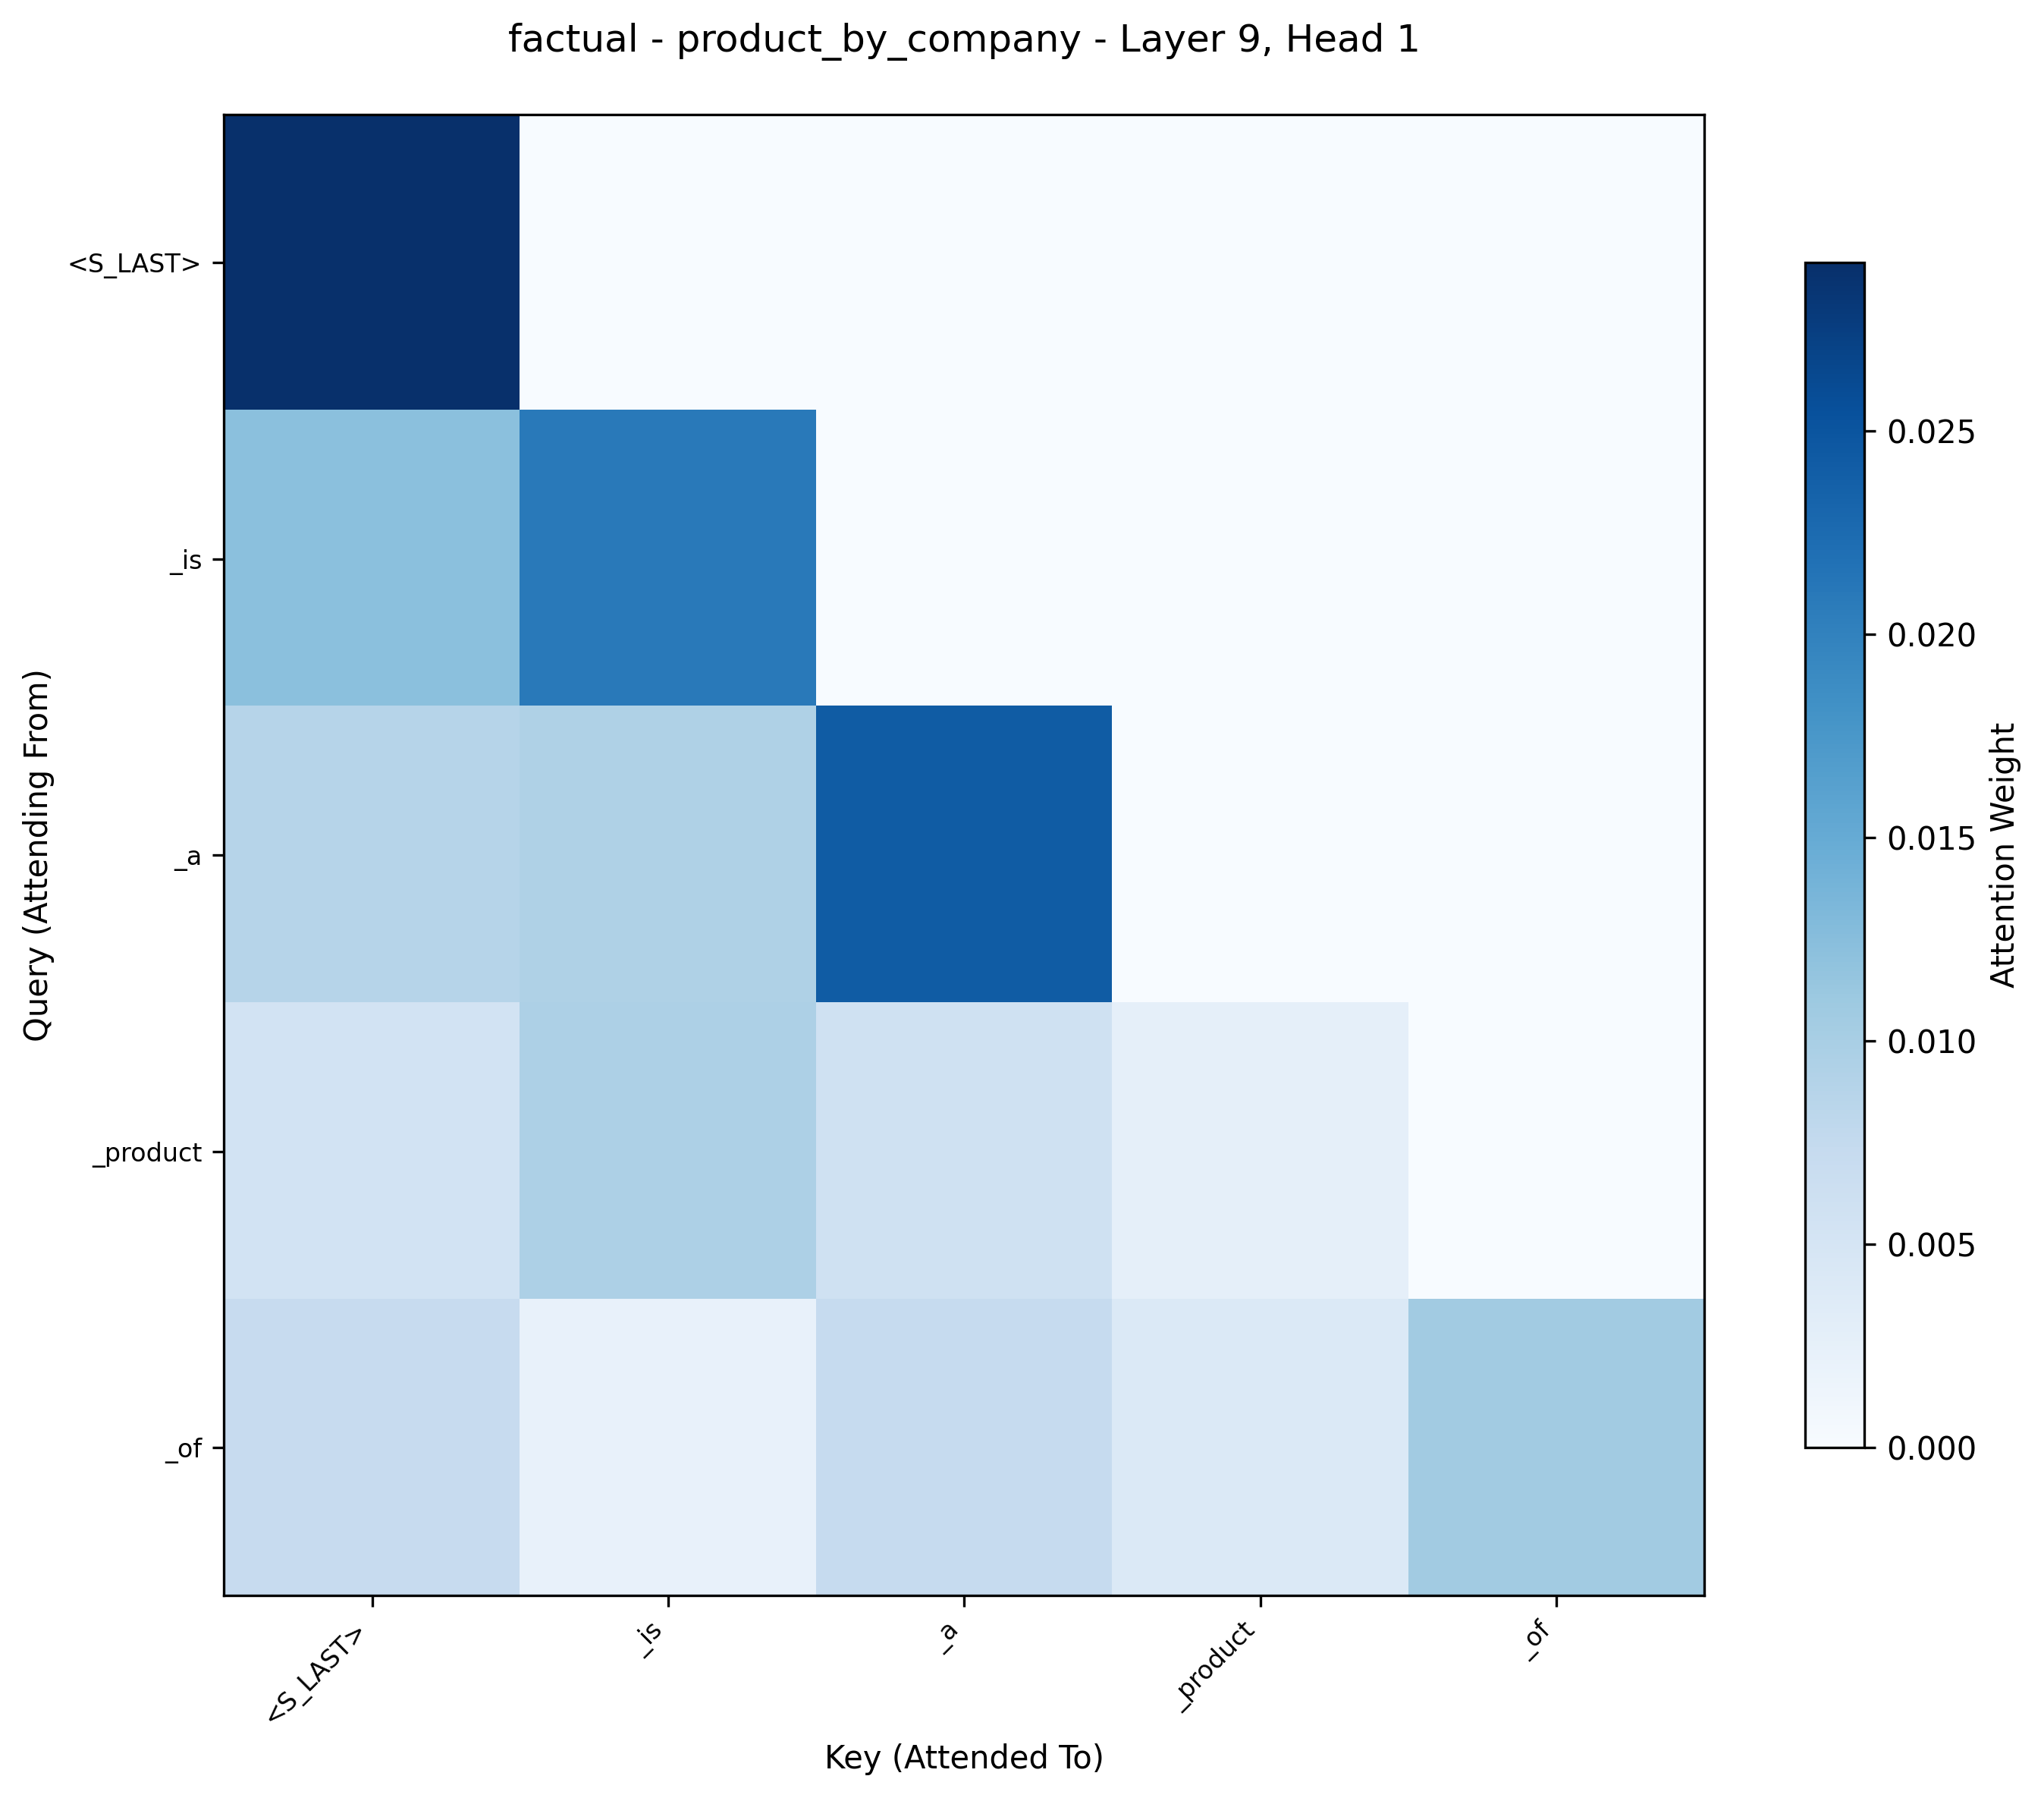 factual - product_by_company - Layer 9, Head 1
Query (Attending From)
<S_LAST>
_is
_a
_product
_of
<S_LAST>
_is
_a
_product
_of
Key (Attended To)
0.025
0.020
0.015
0.010
0.005
0.000
Attention Weight